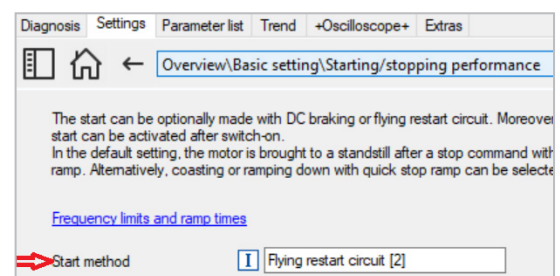 Diagnosis Settings Parameter list Trend +Oscilloscope+ Extras
Overview\Basic setting\Starting/stopping performance
The start can be optionally made with DC braking or flying restart circuit. Moreover
start can be activated after switch-on.
In the default setting, the motor is brought to a standstill after a stop command with
ramp. Alternatively, coasting or ramping down with quick stop ramp can be selecte
Frequency limits and ramp times
Start method I Flying restart circuit [2]